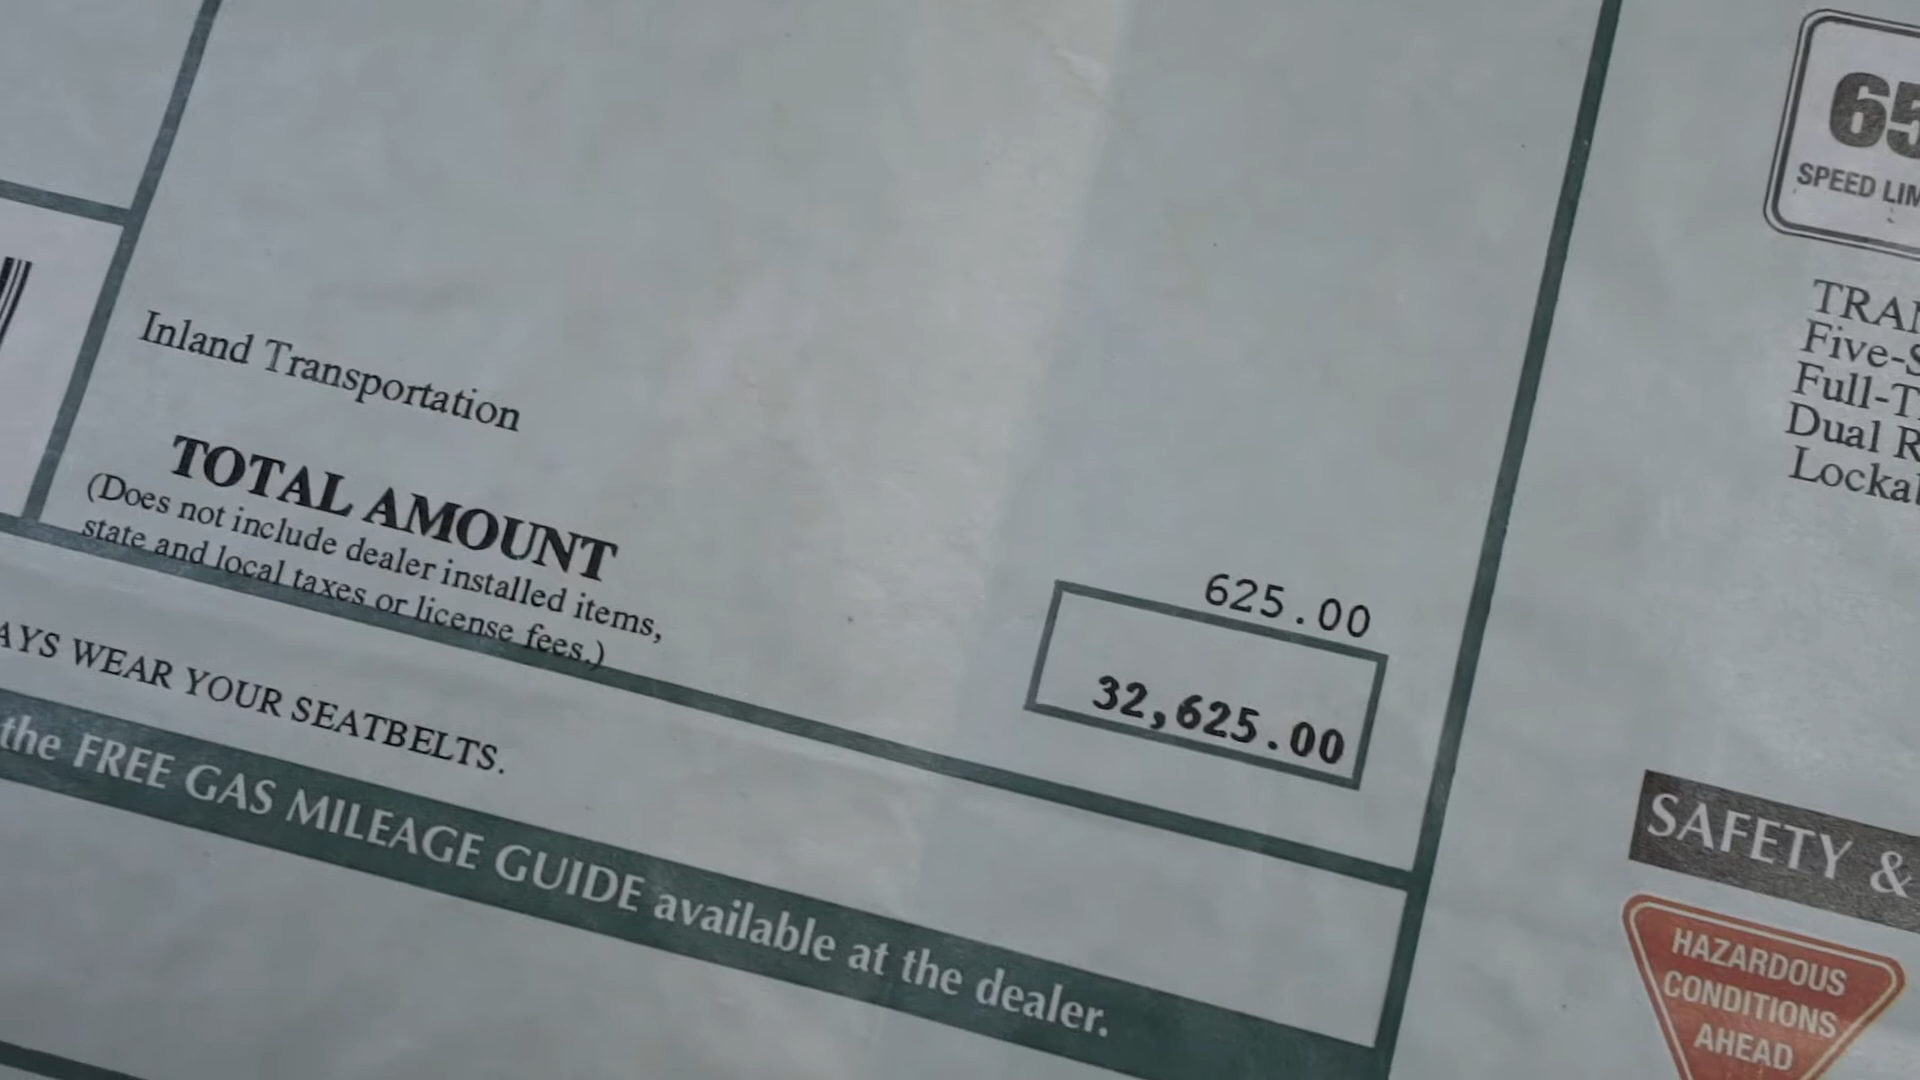 Inland Transportation
625.00
TOTAL AMOUNT
32,625.00
(Does not include dealer installed items,
state and local taxes or license fees.)
AYS WEAR YOUR SEATBELTS.
the FREE GAS MILEAGE GUIDE available at the dealer.
65
SPEED LIM
TRAN
Five-S
Full-T
Dual R
Lockab
SAFETY &
HAZARDOUS
CONDITIONS
AHEAD